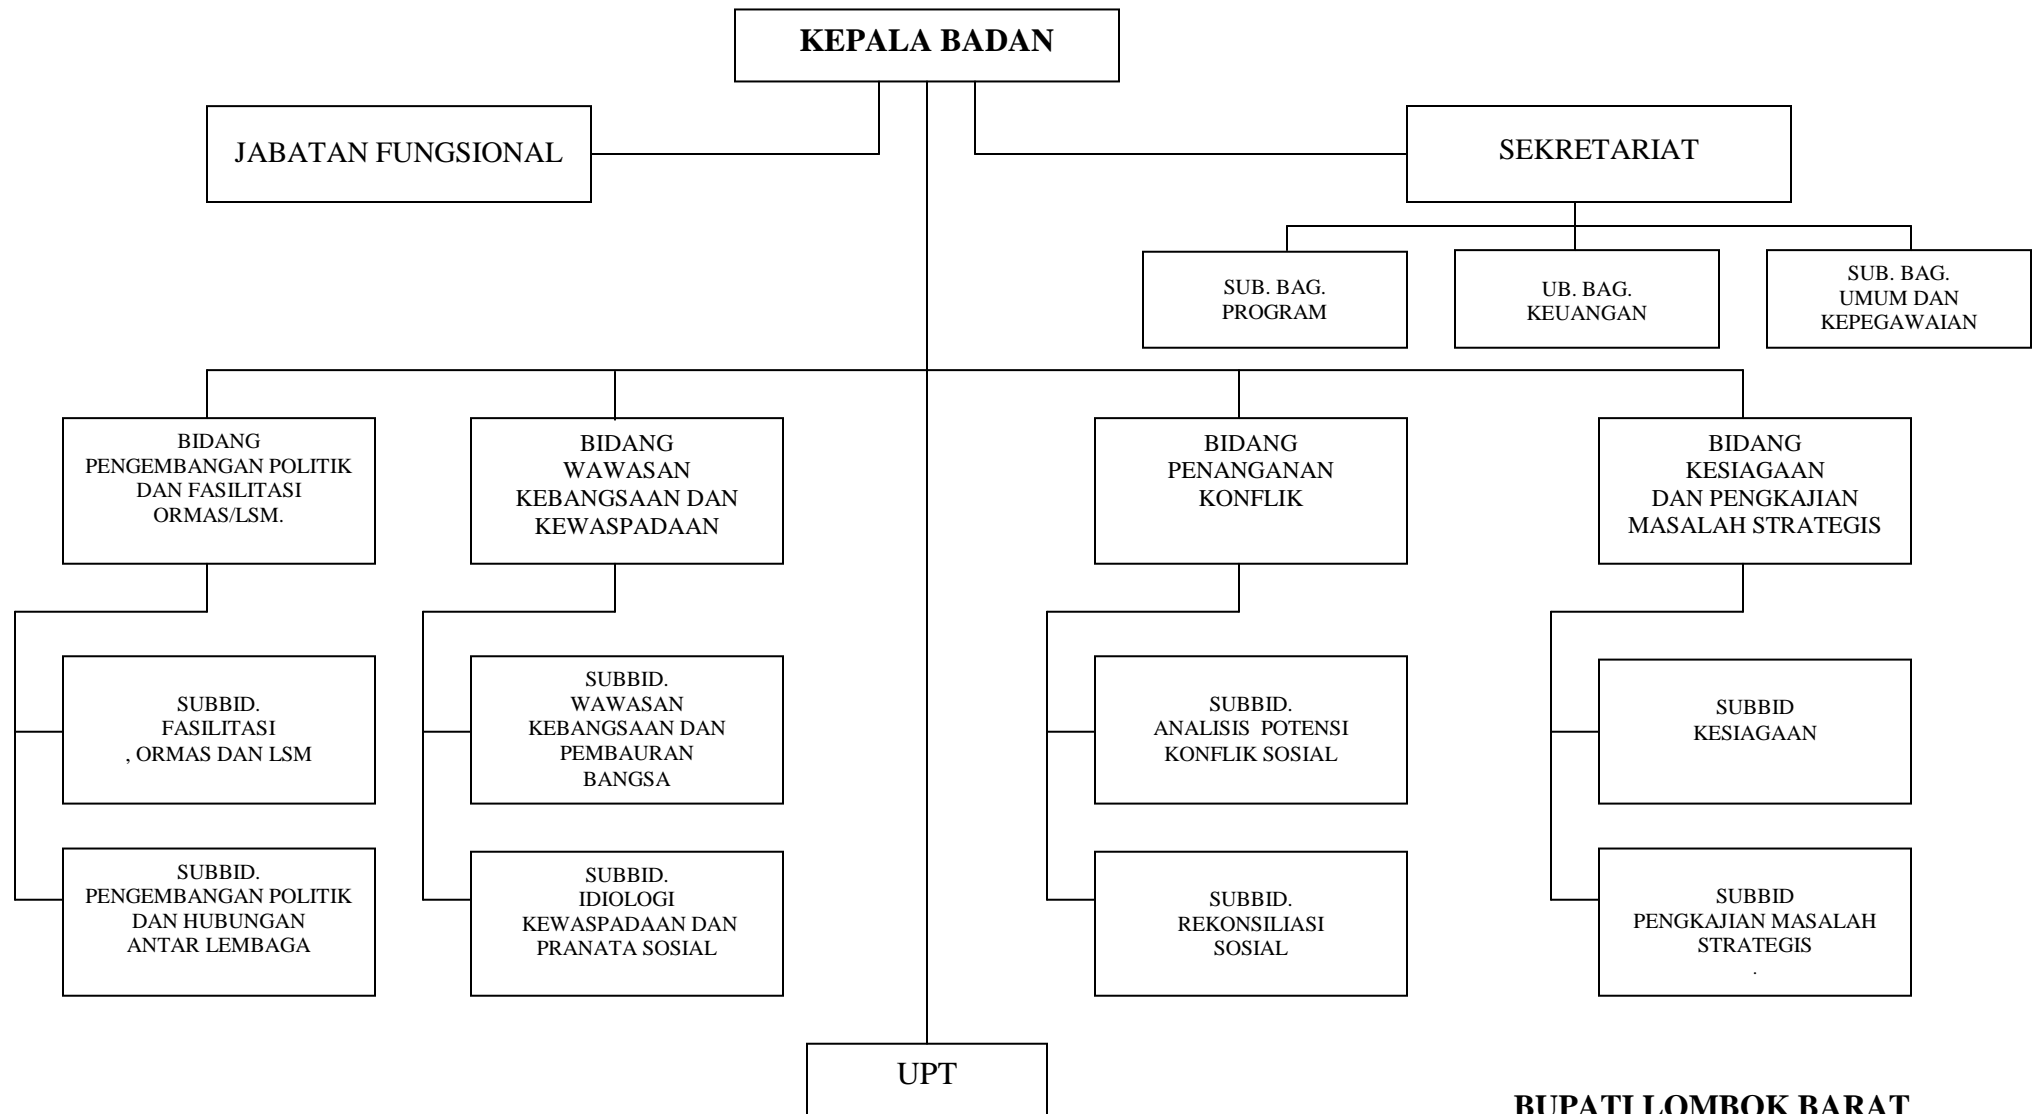 KEPALA BADAN
JABATAN FUNGSIONAL
SEKRETARIAT
SUB. BAG.
PROGRAM
UB. BAG.
KEUANGAN
SUB. BAG.
UMUM DAN
KEPEGAWAIAN
BIDANG
PENGEMBANGAN POLITIK
DAN FASILITASI
ORMAS/LSM.
BIDANG
WAWASAN
KEBANGSAAN DAN
KEWASPADAAN
BIDANG
PENANGANAN
KONFLIK
BIDANG
KESIAGAAN
DAN PENGKAJIAN
MASALAH STRATEGIS
SUBBID.
FASILITASI
, ORMAS DAN LSM
SUBBID.
WAWASAN
KEBANGSAAN DAN
PEMBAURAN
BANGSA
SUBBID.
ANALISIS  POTENSI
KONFLIK SOSIAL
SUBBID
KESIAGAAN
SUBBID.
PENGEMBANGAN POLITIK
DAN HUBUNGAN
ANTAR LEMBAGA
SUBBID.
IDIOLOGI
KEWASPADAAN DAN
PRANATA SOSIAL
SUBBID.
REKONSILIASI
SOSIAL
SUBBID
PENGKAJIAN MASALAH
STRATEGIS
.
UPT
BUPATI LOMBOK BARAT